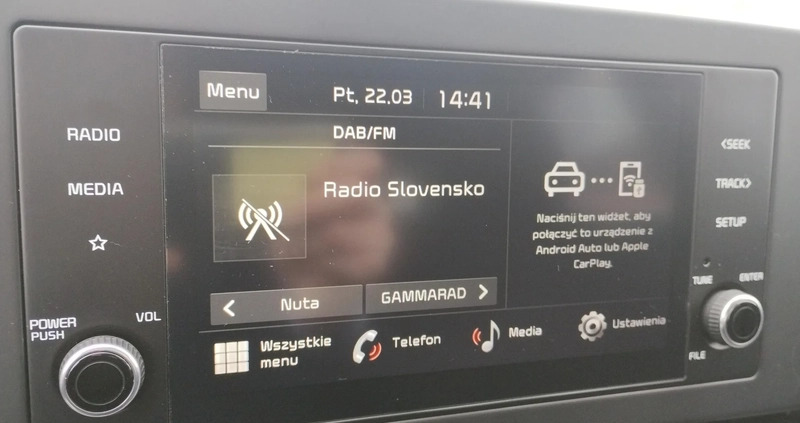 Menu
Pt, 22.03
14:41
DAB/FM
Radio Slovensko
< Nuta
GAMMARAD >
Naciśnij ten widżet, aby
połączyć to urządzenie z
Android Auto lub Apple
CarPlay.
Wszystkie
menu
Telefon
Media
Ustawienia
RADIO
MEDIA
POWER
PUSH
VOL
<SEEK
TRACK>
SETUP
TUNE
ENTER
FILE